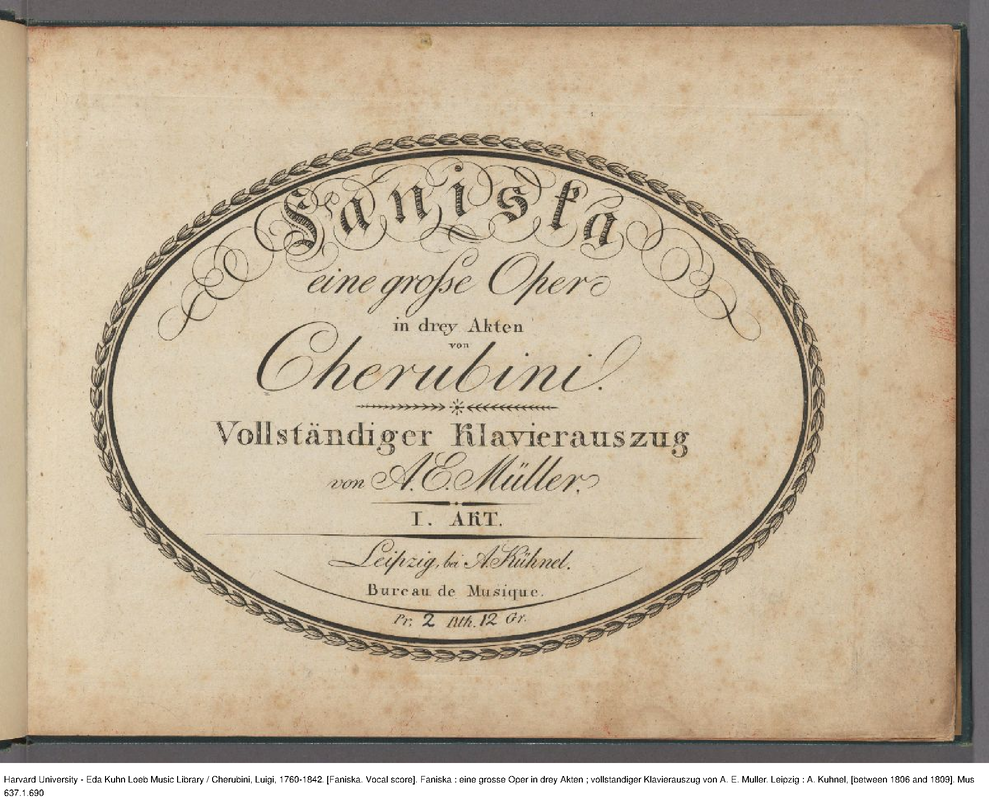 Faniska
eine grosse Oper
in drey Akten
von
Cherubini.
Vollständiger Klavierauszug
von A. E. Müller.
I. AKT.
Leipzig, bei A. Kühnel.
Bureau de Musique.
Pr. 2 Rth. 12 Gr.
Harvard University - Eda Kuhn Loeb Music Library / Cherubini, Luigi, 1760-1842. [Faniska. Vocal score]. Faniska : eine grosse Oper in drey Akten ; vollstandiger Klavierauszug von A. E. Muller. Leipzig : A. Kuhnel, [between 1806 and 1809]. Mus
637.1.690